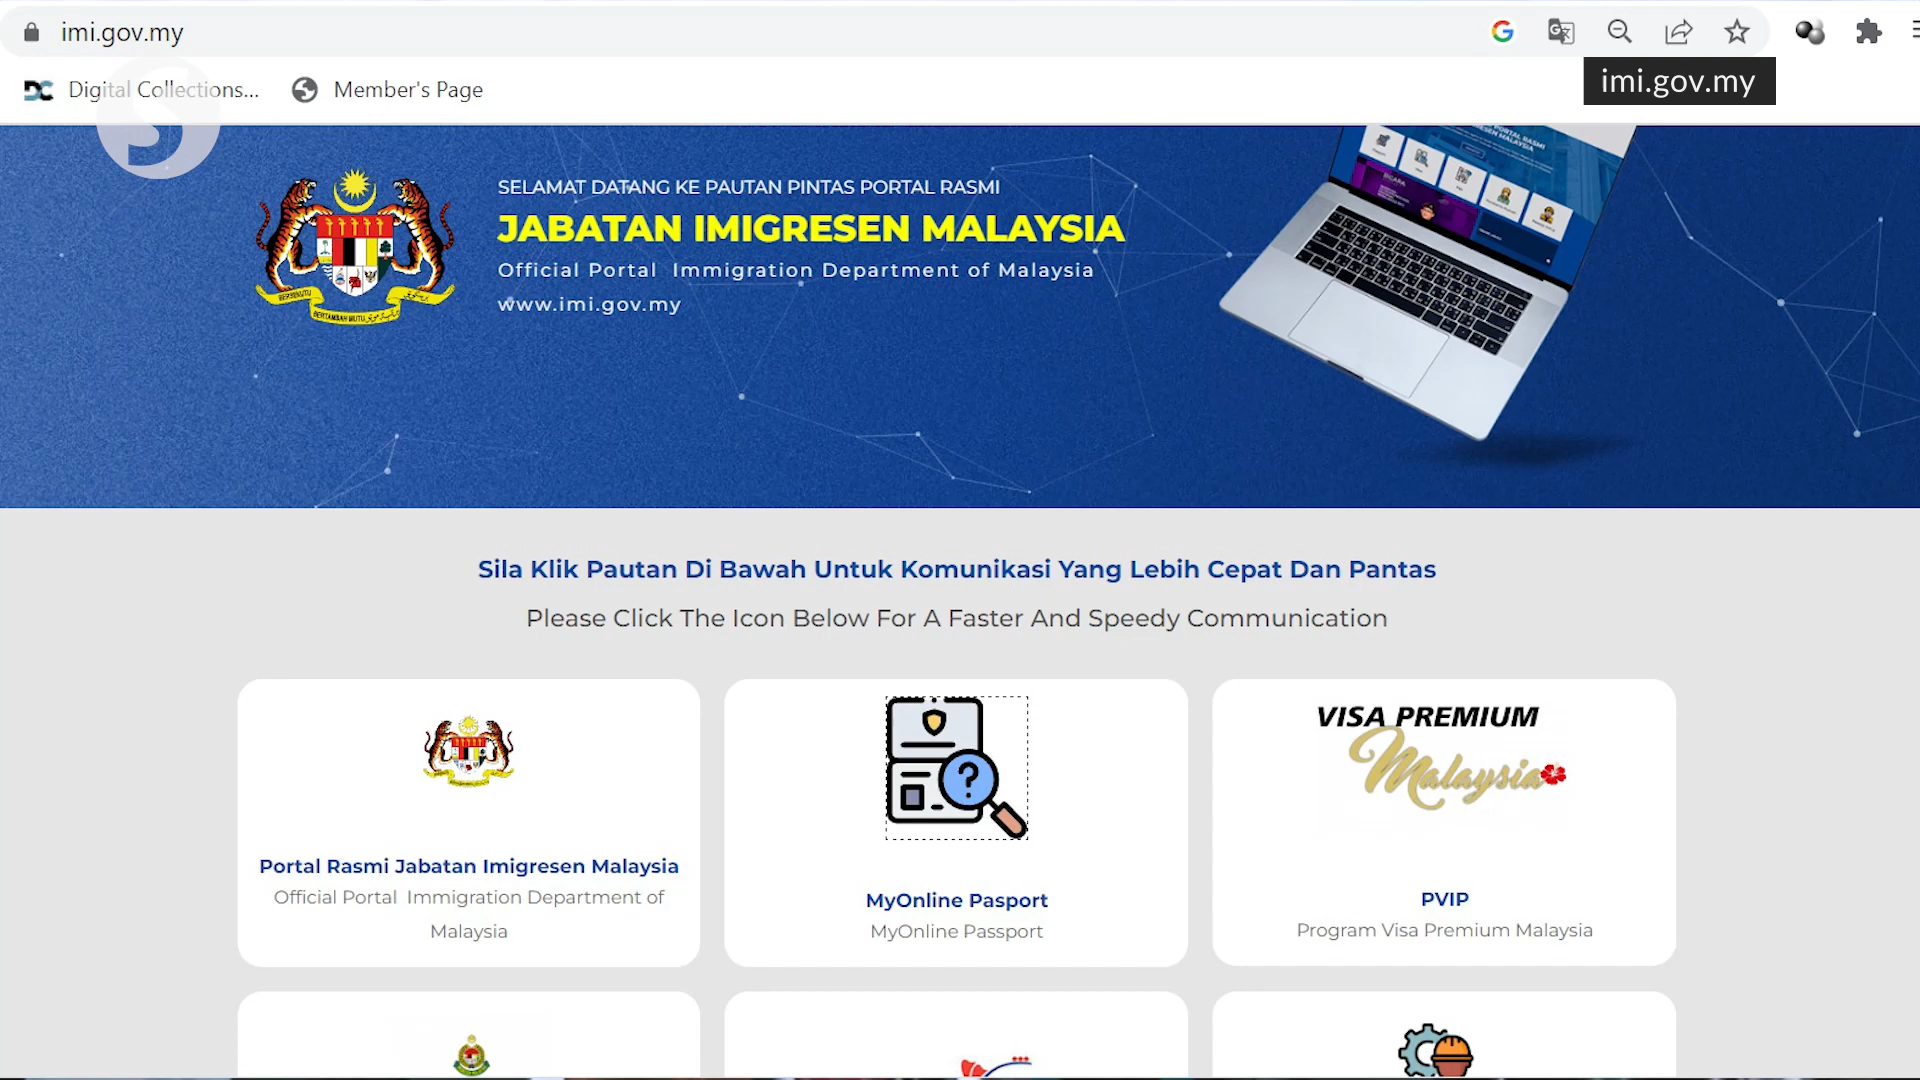 imi.gov.my
imi.gov.my
Digital Collections...
Member's Page
SELAMAT DATANG KE PAUTAN PINTAS PORTAL RASMI
JABATAN IMIGRESEN MALAYSIA
Official Portal Immigration Department of Malaysia
www.imi.gov.my
Sila Klik Pautan Di Bawah Untuk Komunikasi Yang Lebih Cepat Dan Pantas
Please Click The Icon Below For A Faster And Speedy Communication
Portal Rasmi Jabatan Imigresen Malaysia
Official Portal Immigration Department of
Malaysia
MyOnline Pasport
MyOnline Passport
VISA PREMIUM
Malaysia
PVIP
Program Visa Premium Malaysia